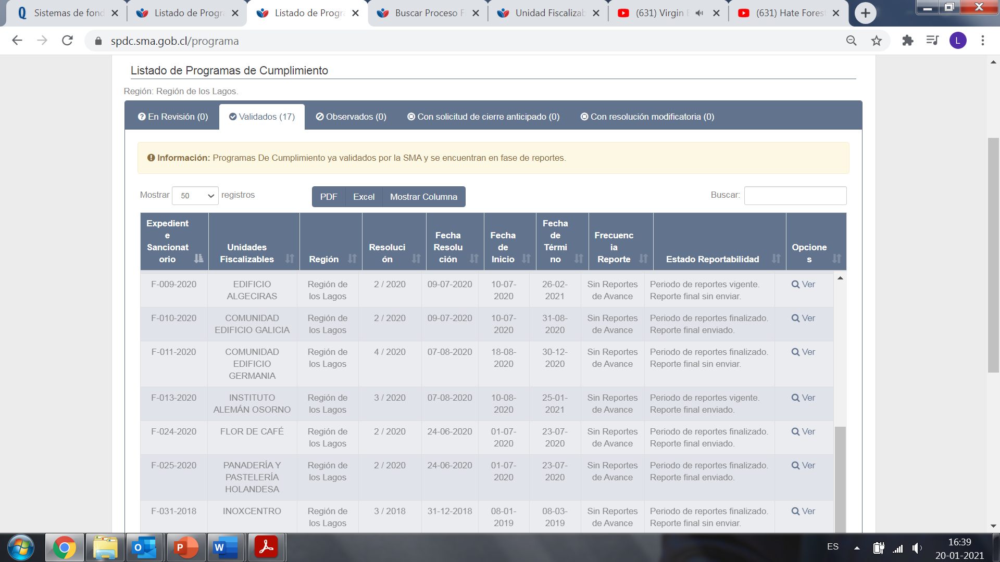 Sistemas de fond
Listado de Progra
Listado de Progra
Buscar Proceso F
Unidad Fiscalizab
(631) Virgin
(631) Hate Fores
spdc.sma.gob.cl/programa
L
Listado de Programas de Cumplimiento
Región: Región de los Lagos.
En Revisión (0)
Validados (17)
Observados (0)
Con solicitud de cierre anticipado (0)
Con resolución modificatoria (0)
Información: Programas De Cumplimiento ya validados por la SMA y se encuentran en fase de reportes.
Mostrar 50 registros
PDF Excel Mostrar Columna
Buscar:
Expedient
e
Sancionat
orio
Unidades
Fiscalizables
Región
Resoluci
ón
Fecha
Resolu
ción
Fecha
de
Inicio
Fecha
de
Térmi
no
Frecuenc
ia
Reporte
Estado Reportabilidad
Opcione
s
F-009-2020 EDIFICIO Región de 2 / 2020 09-07-2020 10-07- 26-02- Sin Reportes Periodo de reportes vigente. Ver
ALGECIRAS los Lagos 2020 2021 de Avance Reporte final sin enviar.
F-010-2020 COMUNIDAD Región de 2 / 2020 09-07-2020 10-07- 31-08- Sin Reportes Periodo de reportes finalizado. Ver
EDIFICIO GALICIA los Lagos 2020 2020 de Avance Reporte final enviado.
F-011-2020 COMUNIDAD Región de 4 / 2020 07-08-2020 18-08- 30-12- Sin Reportes Periodo de reportes finalizado. Ver
EDIFICIO los Lagos 2020 2020 de Avance Reporte final sin enviar.
GERMANIA
F-013-2020 INSTITUTO Región de 3 / 2020 07-08-2020 10-08- 25-01- Sin Reportes Periodo de reportes vigente. Ver
ALEMÁN OSORNO los Lagos 2020 2021 de Avance Reporte final enviado.
F-024-2020 FLOR DE CAFÉ Región de 2 / 2020 24-06-2020 01-07- 23-07- Sin Reportes Periodo de reportes finalizado. Ver
los Lagos 2020 2020 de Avance Reporte final enviado.
F-025-2020 PANADERÍA Y Región de 2 / 2020 24-06-2020 01-07- 23-07- Sin Reportes Periodo de reportes finalizado. Ver
PASTELERÍA los Lagos 2020 2020 de Avance Reporte final enviado.
HOLANDESA
F-031-2018 INOXCENTRO Región de 3 / 2018 31-12-2018 08-01- 08-03- Sin Reportes Periodo de reportes finalizado. Ver
los Lagos 2019 2019 de Avance Reporte final sin enviar.
ES
16:39
20-01-2021